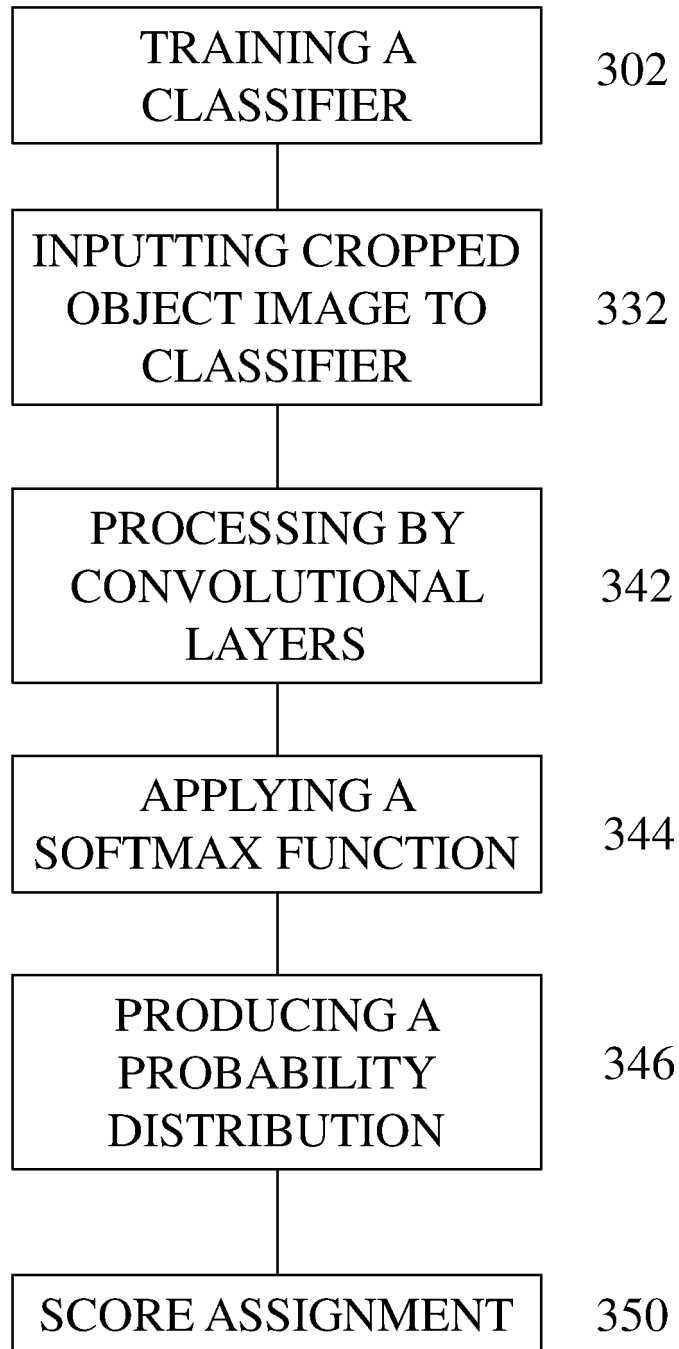 TRAINING A
CLASSIFIER
302
INPUTTING CROPPED
OBJECT IMAGE TO
CLASSIFIER
332
PROCESSING BY
CONVOLUTIONAL
LAYERS
342
APPLYING A
SOFTMAX FUNCTION
344
PRODUCING A
PROBABILITY
DISTRIBUTION
346
SCORE ASSIGNMENT
350